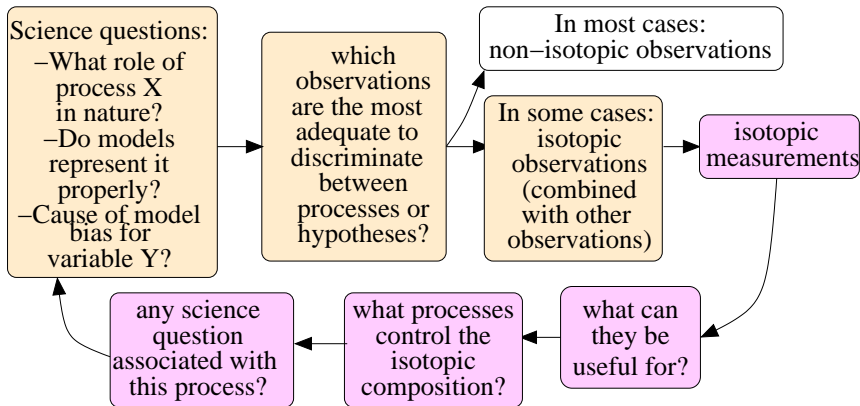 Science questions:
−What role of
process X
in nature?
−Do models
represent it
properly?
−Cause of model
bias for
variable Y?
which
observations
are the most
adequate to
discriminate
between
processes or
hypotheses?
In most cases:
non−isotopic observations
In some cases:
isotopic
observations
(combined
with other
observations)
isotopic
measurements
what can
they be
useful for?
what processes
control the
isotopic
composition?
any science
question
associated with
this process?